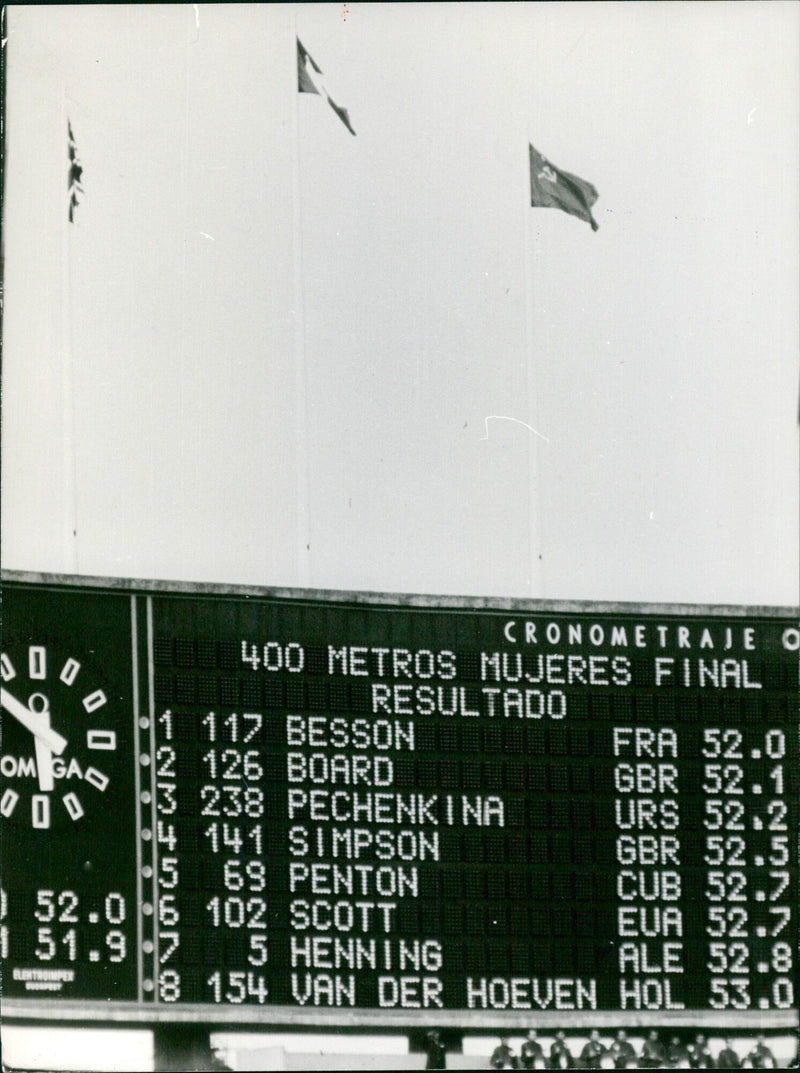 CRONOMETRAJE O
400 METROS MUJERES FINAL
RESULTADO
1 117 BESSON FRA 52.0
2 126 BOARD GBR 52.1
3 238 PECHENKINA URS 52.2
4 141 SIMPSON GBR 52.5
5 69 PENTON CUB 52.7
6 102 SCOTT EUA 52.7
7 5 HENNING ALE 52.8
8 154 VAN DER HOEVEN HOL 53.0
OMEGA
52.0
51.9
ELEKTROIMPEX
BUDAPEST